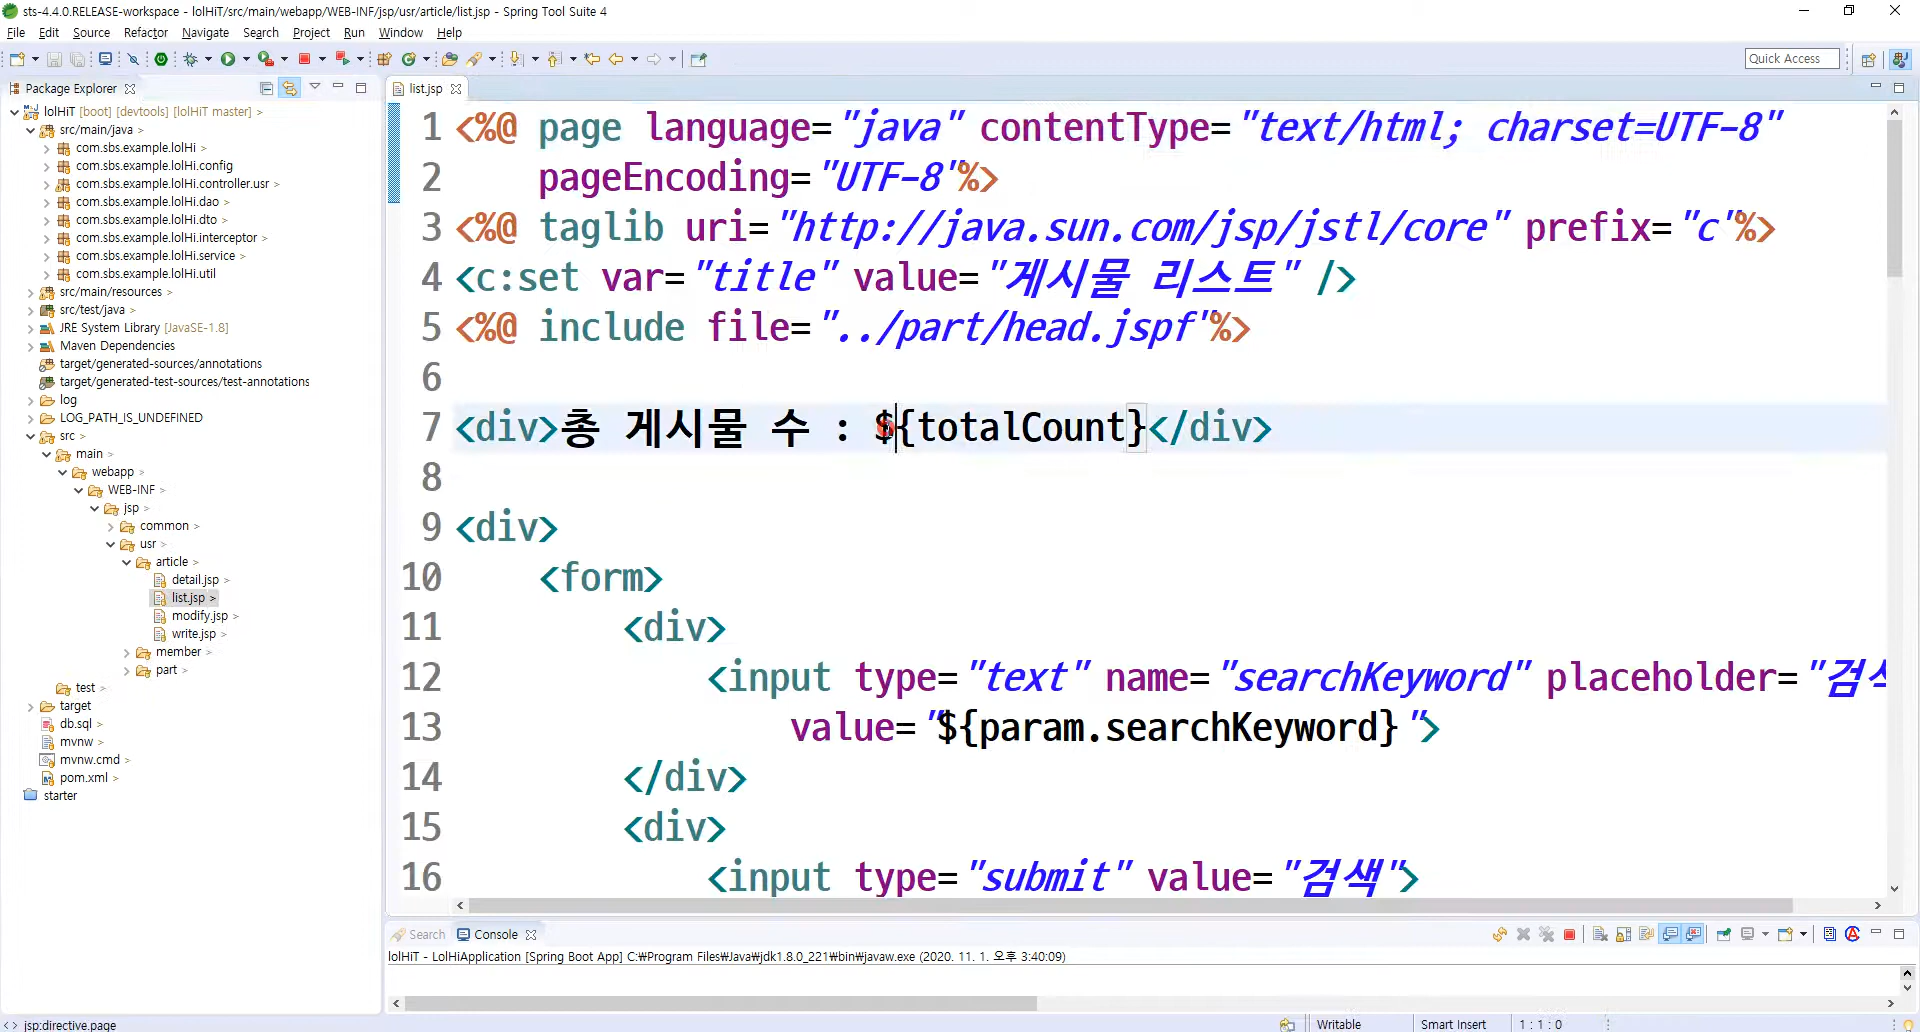 sts-4.4.0.RELEASE-workspace - lolHiT/src/main/webapp/WEB-INF/jsp/usr/article/list.jsp - Spring Tool Suite 4
File Edit Source Refactor Navigate Search Project Run Window Help
Quick Access
Package Explorer
lolHiT [boot] [devtools] [lolHiT master] >
src/main/java >
com.sbs.example.lolHi >
com.sbs.example.lolHi.config
com.sbs.example.lolHi.controller.usr >
com.sbs.example.lolHi.dao >
com.sbs.example.lolHi.dto >
com.sbs.example.lolHi.interceptor >
com.sbs.example.lolHi.service >
com.sbs.example.lolHi.util
src/main/resources >
src/test/java >
JRE System Library [JavaSE-1.8]
Maven Dependencies
target/generated-sources/annotations
target/generated-test-sources/test-annotations
log
LOG_PATH_IS_UNDEFINED
src >
main >
webapp >
WEB-INF >
jsp >
common >
usr >
article >
detail.jsp >
list.jsp >
modify.jsp >
write.jsp >
member >
part >
test >
target
db.sql >
mvnw >
mvnw.cmd >
pom.xml >
starter
list.jsp
1 <%@ page language="java" contentType="text/html; charset=UTF-8"
2 pageEncoding="UTF-8"%>
3 <%@ taglib uri="http://java.sun.com/jsp/jstl/core" prefix="c"%>
4 <c:set var="title" value="게시물 리스트" />
5 <%@ include file="../part/head.jspf"%>
6
7 <div>총 게시물 수 : ${totalCount}</div>
8
9 <div>
10 <form>
11 <div>
12 <input type="text" name="searchKeyword" placeholder="검색
13 value="${param.searchKeyword}">
14 </div>
15 <div>
16 <input type="submit" value="검색">
Search Console
lolHiT - LolHiApplication [Spring Boot App] C:₩Program Files₩Java₩jdk1.8.0_221₩bin₩javaw.exe (2020. 11. 1. 오후 3:40:09)
jsp:directive.page Writable Smart Insert 1 : 1 : 0